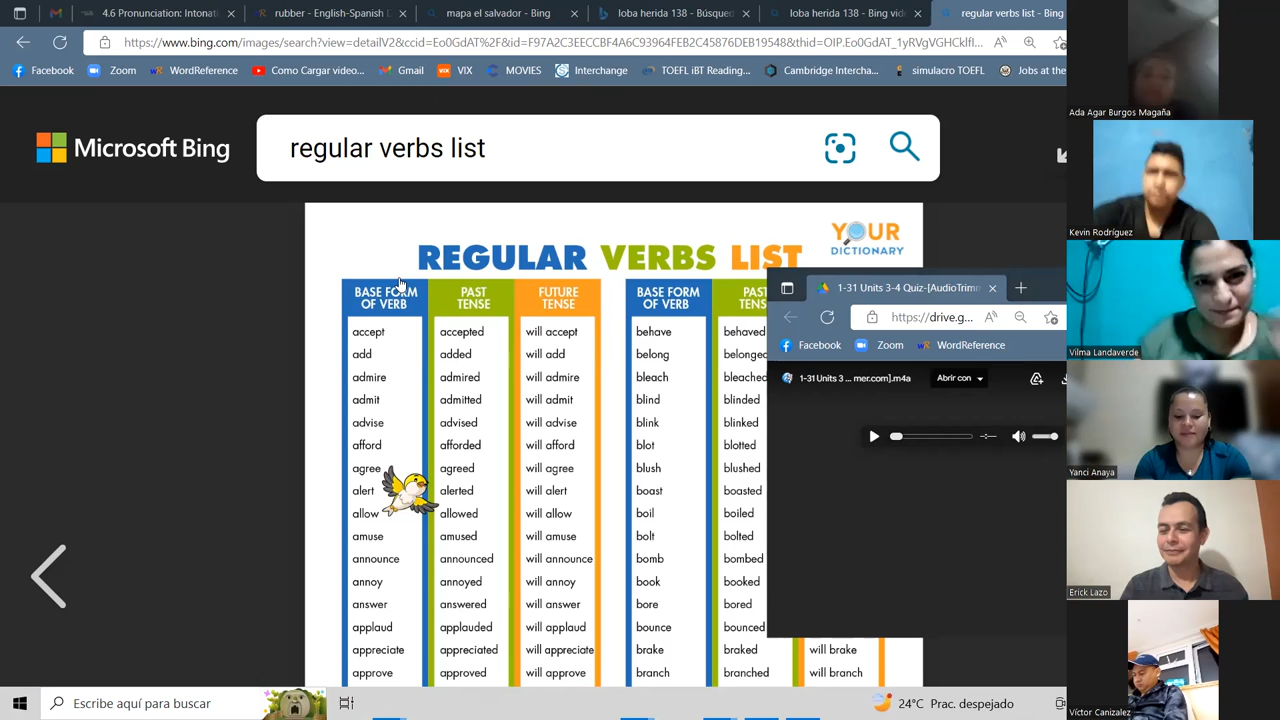 4.6 Pronunciation: Intonati
rubber - English-Spanish D
mapa el salvador - Bing
loba herida 138 - Búsqued
loba herida 138 - Bing vide
regular verbs list - Bing
https://www.bing.com/images/search?view=detailV2&ccid=Eo0GdAT%2F&id=F97A2C3EECCBF4A6C93964FEB2C45876DEB19548&thid=OIP.Eo0GdAT_1yRVgVGHCklfI...
Facebook
Zoom
WordReference
Como Cargar video...
Gmail
VIX
MOVIES
Interchange
TOEFL iBT Reading...
Cambridge Intercha...
simulacro TOEFL
Jobs at the
Microsoft Bing
regular verbs list
YOUR
DICTIONARY
REGULAR VERBS LIST
BASE FORM OF VERB PAST TENSE FUTURE TENSE
accept accepted will accept
add added will add
admire admired will admire
admit admitted will admit
advise advised will advise
afford afforded will afford
agree agreed will agree
alert alerted will alert
allow allowed will allow
amuse amused will amuse
announce announced will announce
annoy annoyed will annoy
answer answered will answer
applaud applauded will applaud
appreciate appreciated will appreciate
approve approved will approve
BASE FORM OF VERB PAST TENS
behave behaved
belong belonged
bleach bleached
blind blinded
blink blinked
blot blotted
blush blushed
boast boasted
boil boiled
bolt bolted
bomb bombed
book booked
bore bored
bounce bounced
brake braked will brake
branch branched will branch
1-31 Units 3-4 Quiz-[AudioTrimm
https://drive.g...
Facebook
Zoom
WordReference
1-31 Units 3 ... mer.com].m4a
Abrir con
Ada Agar Burgos Magaña
Kevin Rodríguez
Vilma Landaverde
Yanci Anaya
Erick Lazo
Víctor Canizalez
Escribe aquí para buscar
24°C Prac. despejado